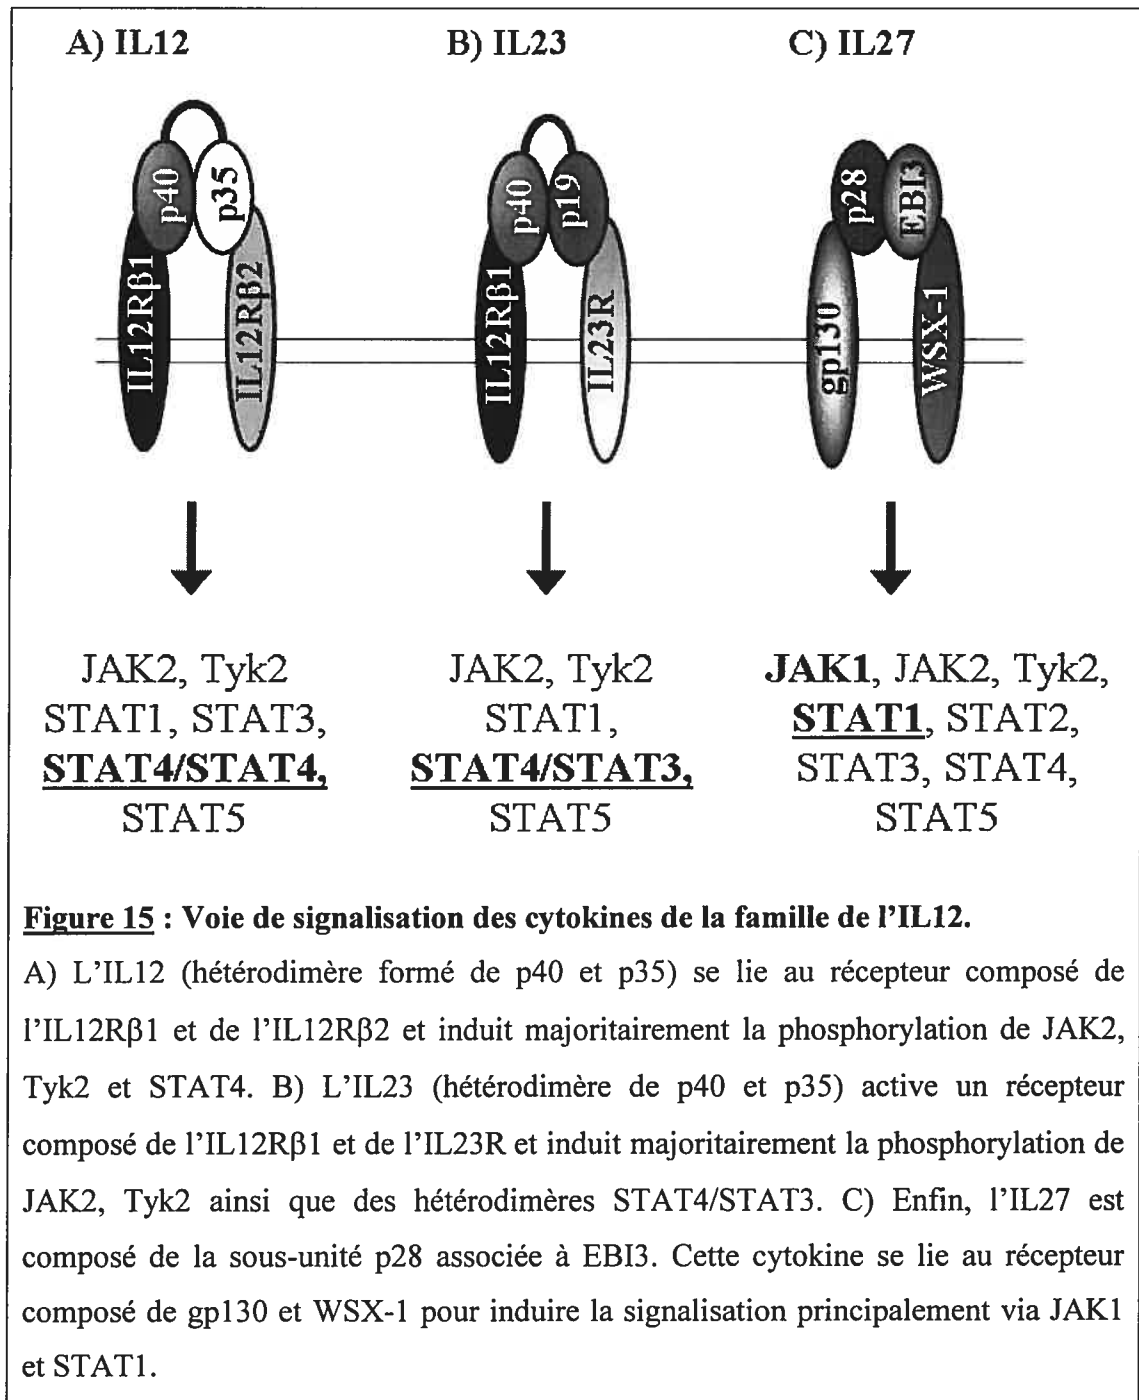 A) IL12
B) IL23
C) IL27
p40
p35
IL12Rβ1
IL12Rβ2
p40
p19
IL12Rβ1
IL23R
p28
EBI3
gp130
WSX-1
JAK2, Tyk2
STAT1, STAT3,
STAT4/STAT4,
STAT5
JAK2, Tyk2
STAT1,
STAT4/STAT3,
STAT5
JAK1, JAK2, Tyk2,
STAT1, STAT2,
STAT3, STAT4,
STAT5
Figure 15 : Voie de signalisation des cytokines de la famille de l'IL12.
A) L'IL12 (hétérodimère formé de p40 et p35) se lie au récepteur composé de
l'IL12Rβ1 et de l'IL12Rβ2 et induit majoritairement la phosphorylation de JAK2,
Tyk2 et STAT4. B) L'IL23 (hétérodimère de p40 et p35) active un récepteur
composé de l'IL12Rβ1 et de l'IL23R et induit majoritairement la phosphorylation de
JAK2, Tyk2 ainsi que des hétérodimères STAT4/STAT3. C) Enfin, l'IL27 est
composé de la sous-unité p28 associée à EBI3. Cette cytokine se lie au récepteur
composé de gp130 et WSX-1 pour induire la signalisation principalement via JAK1
et STAT1.